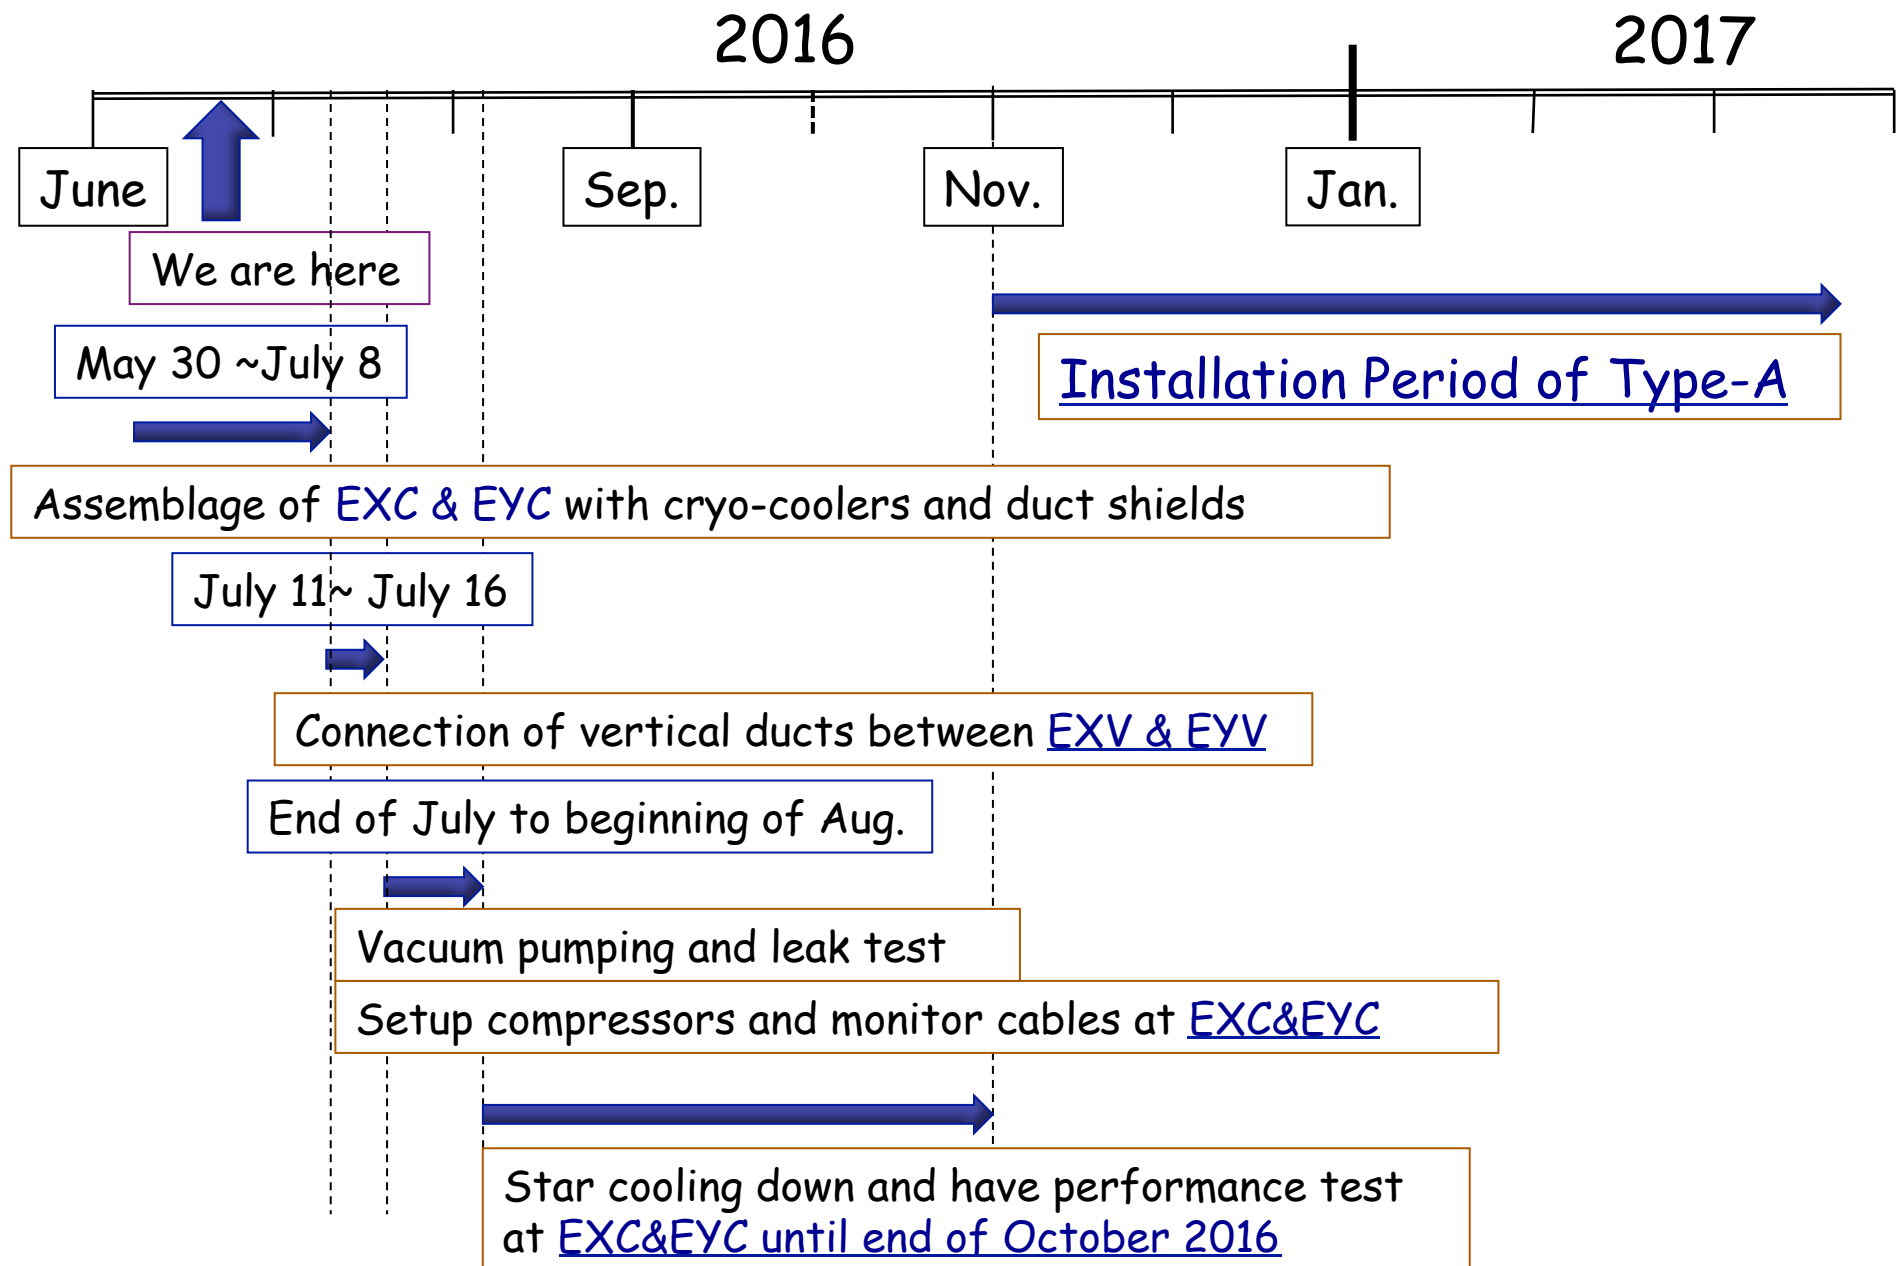 2016
2017
June
Sep.
Nov.
Jan.
We are here
May 30 ~July 8
Installation Period of Type-A
Assemblage of EXC & EYC with cryo-coolers and duct shields
July 11~ July 16
Connection of vertical ducts between EXV & EYV
End of July to beginning of Aug.
Vacuum pumping and leak test
Setup compressors and monitor cables at EXC&EYC
Star cooling down and have performance test
at EXC&EYC until end of October 2016